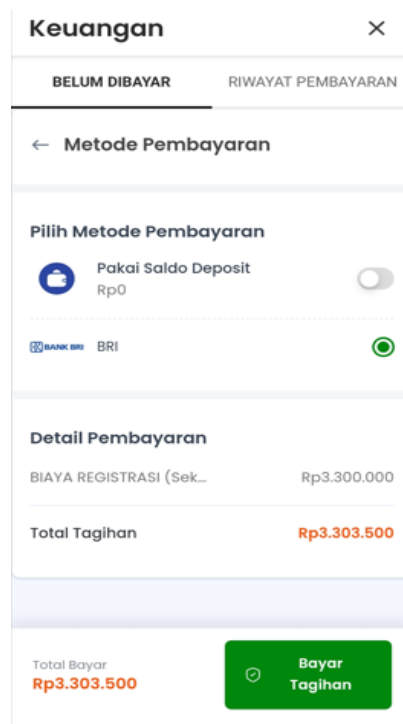 Keuangan
BELUM DIBAYAR
RIWAYAT PEMBAYARAN
Metode Pembayaran
Pilih Metode Pembayaran
Pakai Saldo Deposit
Rp0
BANK BRI BRI
Detail Pembayaran
BIAYA REGISTRASI (Sek... Rp3.300.000
Total Tagihan Rp3.303.500
Total Bayar
Rp3.303.500
Bayar
Tagihan